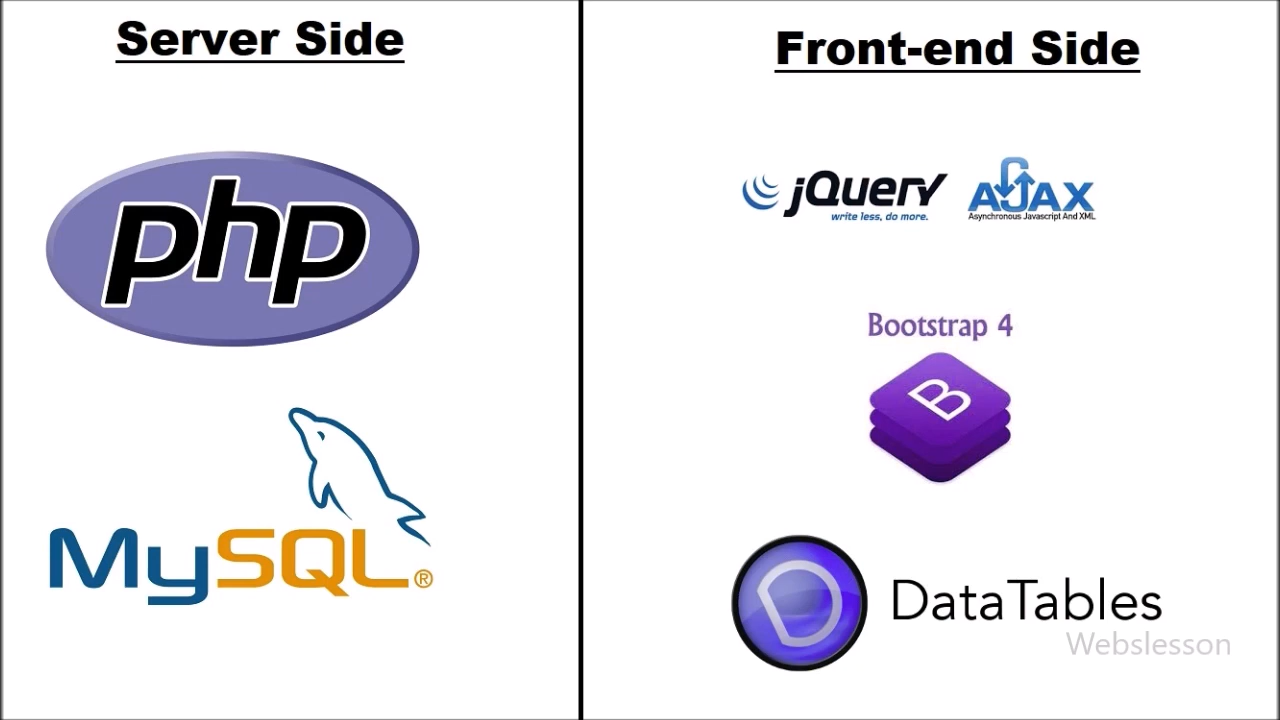 Server Side
php
MySQL®
Front-end Side
jQuery
write less, do more.
AJAX
Asynchronous Javascript And XML
Bootstrap 4
B
DataTables
Webslesson